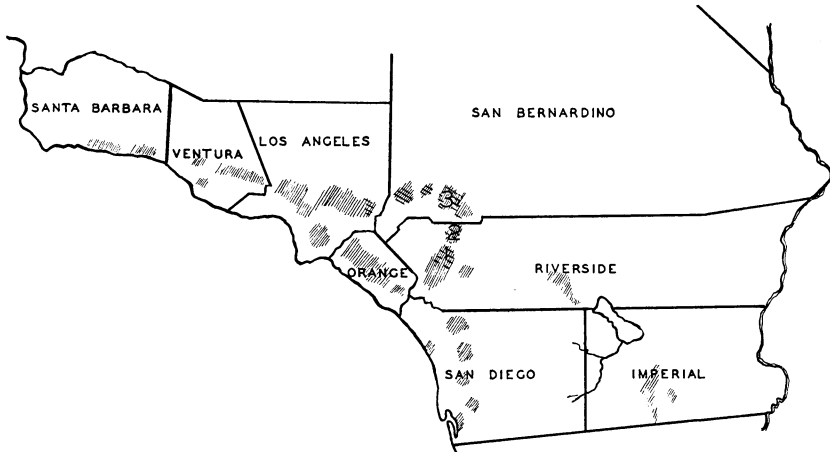 SANTA BARBARA
VENTURA
LOS ANGELES
SAN BERNARDINO
ORANGE
RIVERSIDE
SAN DIEGO
IMPERIAL